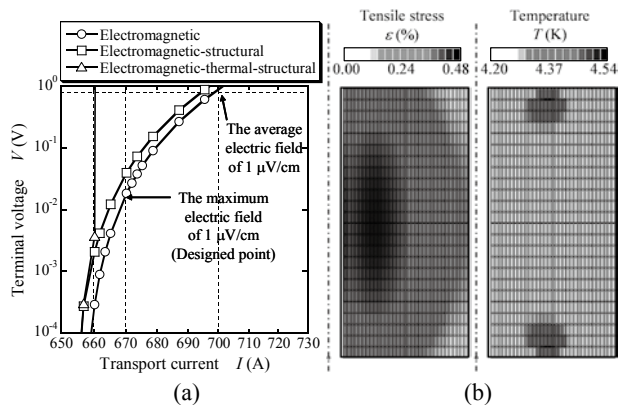 Electromagnetic
Electromagnetic-structural
Electromagnetic-thermal-structural
Terminal voltage V (V)
10^0
10^-1
10^-2
10^-3
10^-4
The average
electric field
of 1 μV/cm
The maximum
electric field
of 1 μV/cm
(Designed point)
650 660 670 680 690 700 710 720 730
Transport current I (A)
(a)
b
Tensile stress
ε (%)
0.00 0.24 0.48
Temperature
T (K)
4.20 4.37 4.54
(b)